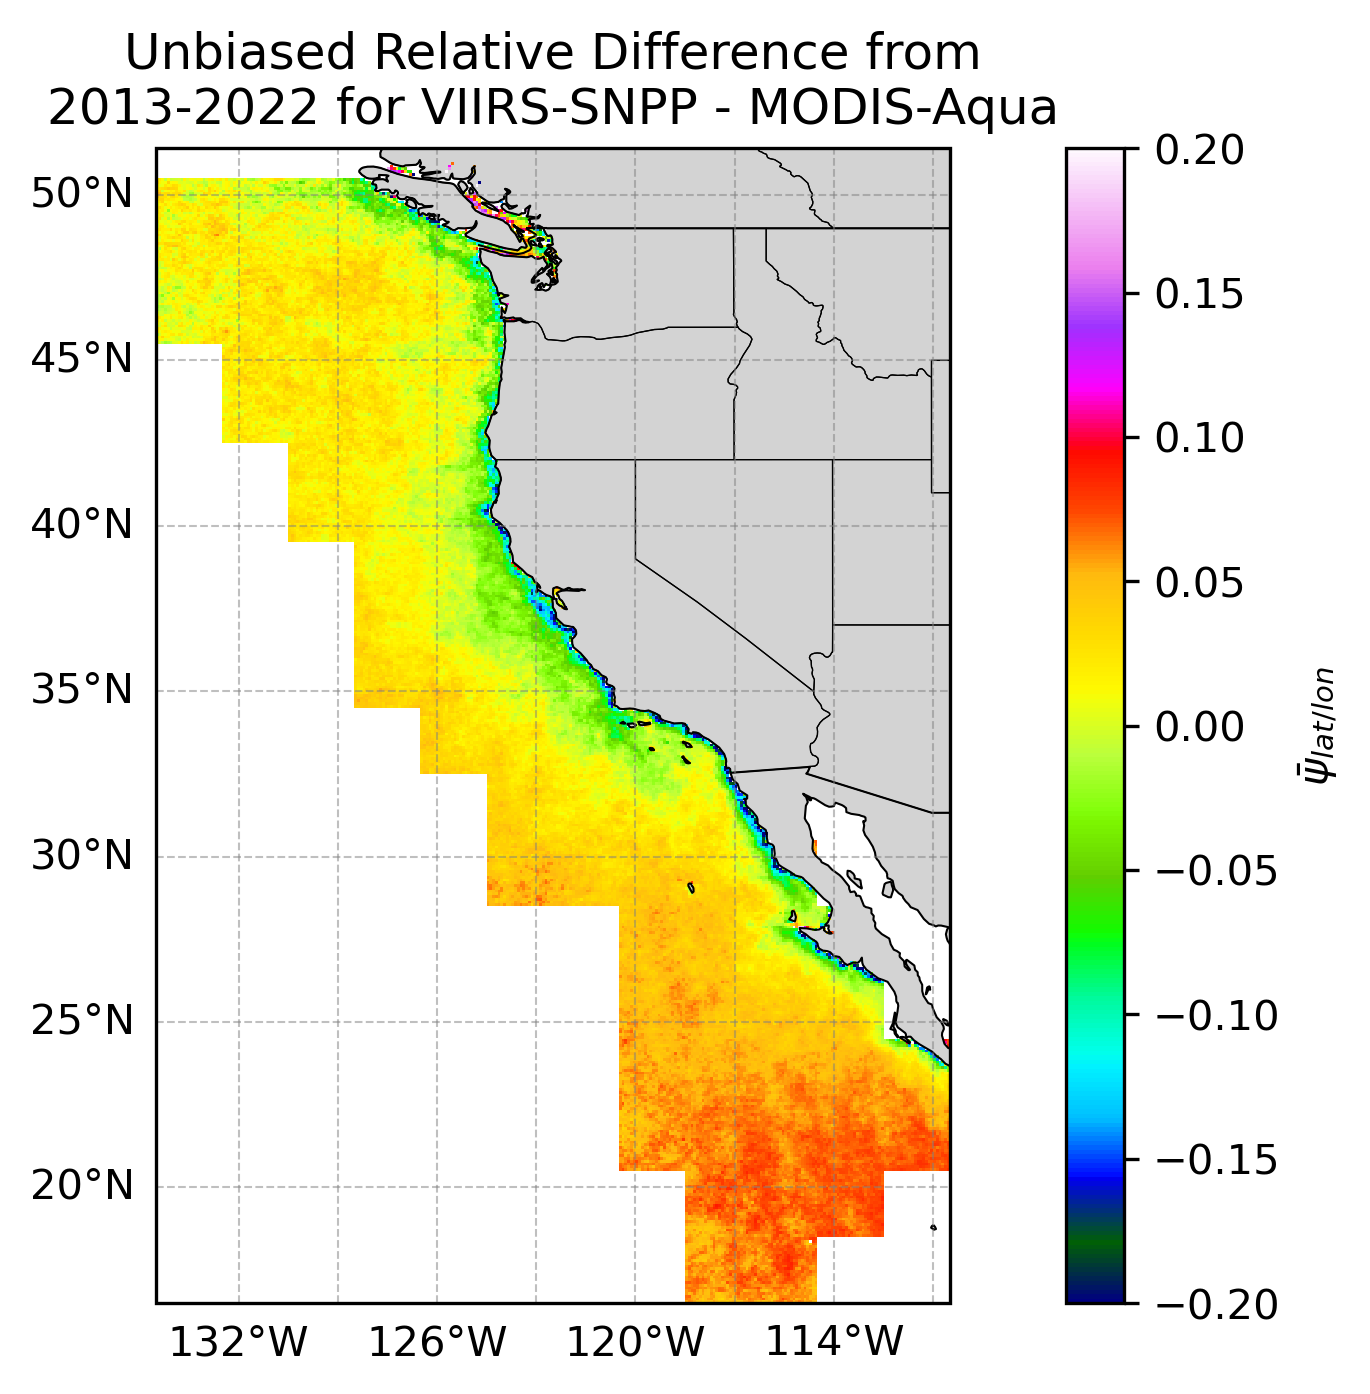 Unbiased Relative Difference from
2013-2022 for VIIRS-SNPP - MODIS-Aqua
50°N
45°N
40°N
35°N
30°N
25°N
20°N
132°W
126°W
120°W
114°W
0.20
0.15
0.10
0.05
0.00
−0.05
−0.10
−0.15
−0.20
ψ̄lat/lon